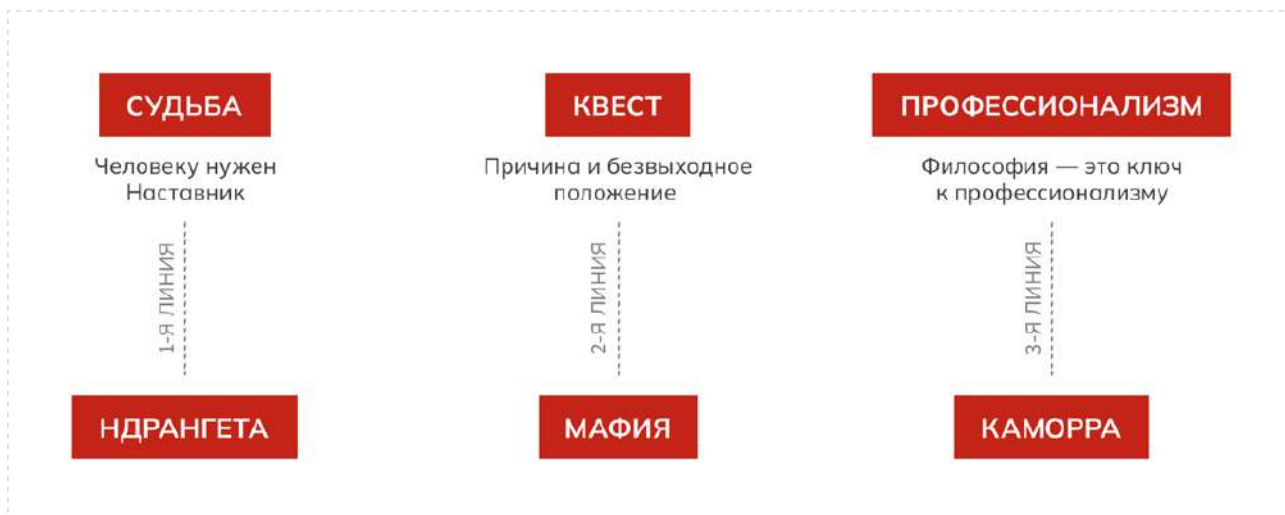 СУДЬБА
Человеку нужен
Наставник
1-Я ЛИНИЯ
НДРАНГЕТА
КВЕСТ
Причина и безвыходное
положение
2-Я ЛИНИЯ
МАФИЯ
ПРОФЕССИОНАЛИЗМ
Философия — это ключ
к профессионализму
3-Я ЛИНИЯ
КАМОРРА